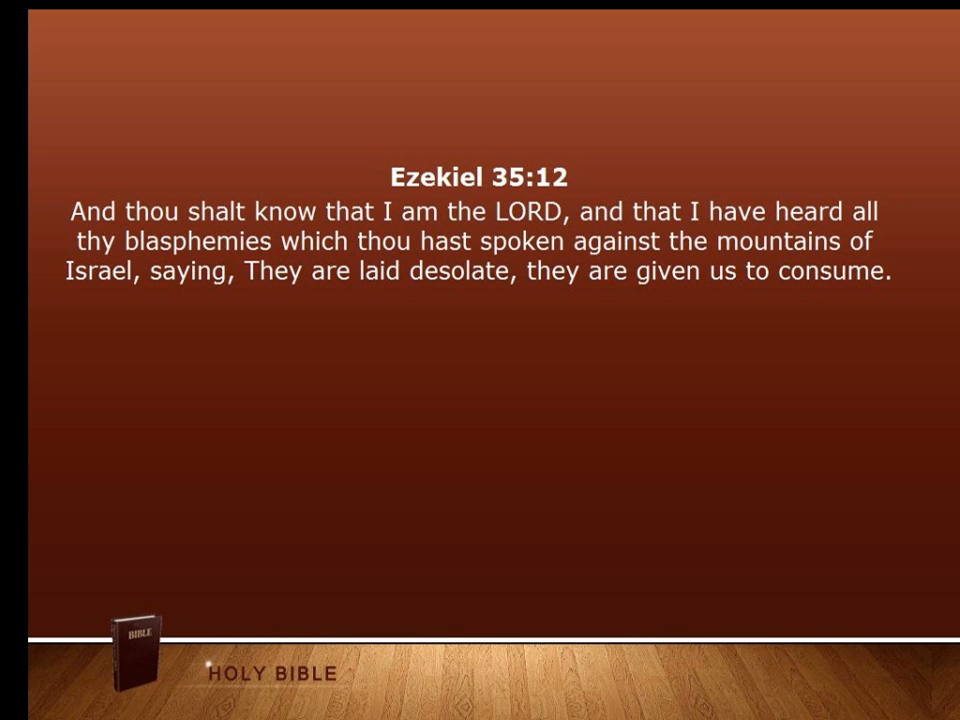 Ezekiel 35:12
And thou shalt know that I am the LORD, and that I have heard all
thy blasphemies which thou hast spoken against the mountains of
Israel, saying, They are laid desolate, they are given us to consume.
BIBLE
HOLY BIBLE